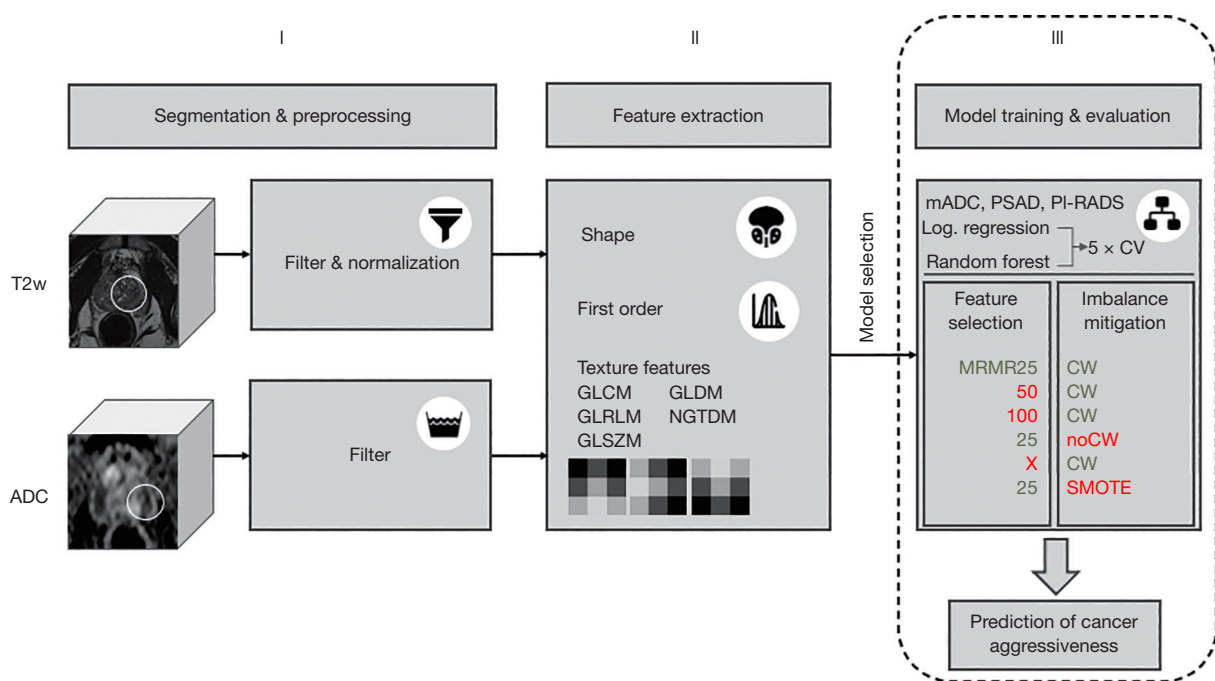 I
II
III
Segmentation & preprocessing
Feature extraction
Model training & evaluation
T2w
Filter & normalization
ADC
Filter
Shape
First order
Texture features
GLCM GLDM
GLRLM NGTDM
GLSZM
Model selection
mADC, PSAD, PI-RADS
Log. regression
5 × CV
Random forest
Feature
selection
Imbalance
mitigation
MRMR25 CW
50 CW
100 CW
25 noCW
X CW
25 SMOTE
Prediction of cancer
aggressiveness